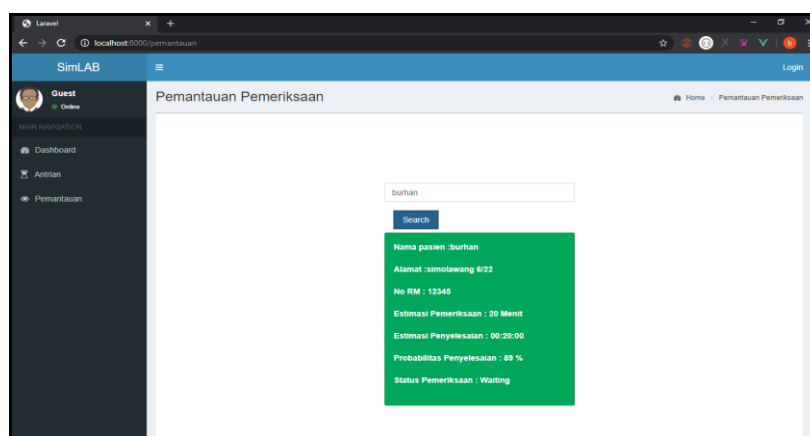 Laravel
localhost:8000/pemantauan
SimLAB
Login
Guest
Online
Pemantauan Pemeriksaan
Home > Pemantauan Pemeriksaan
MAIN NAVIGATION
Dashboard
Antrian
Pemantauan
burhan
Search
Nama pasien :burhan
Alamat :simolawang 6/22
No RM : 12345
Estimasi Pemeriksaan : 20 Menit
Estimasi Penyelesaian : 00:20:00
Probabilitas Penyelesaian : 89 %
Status Pemeriksaan : Waiting